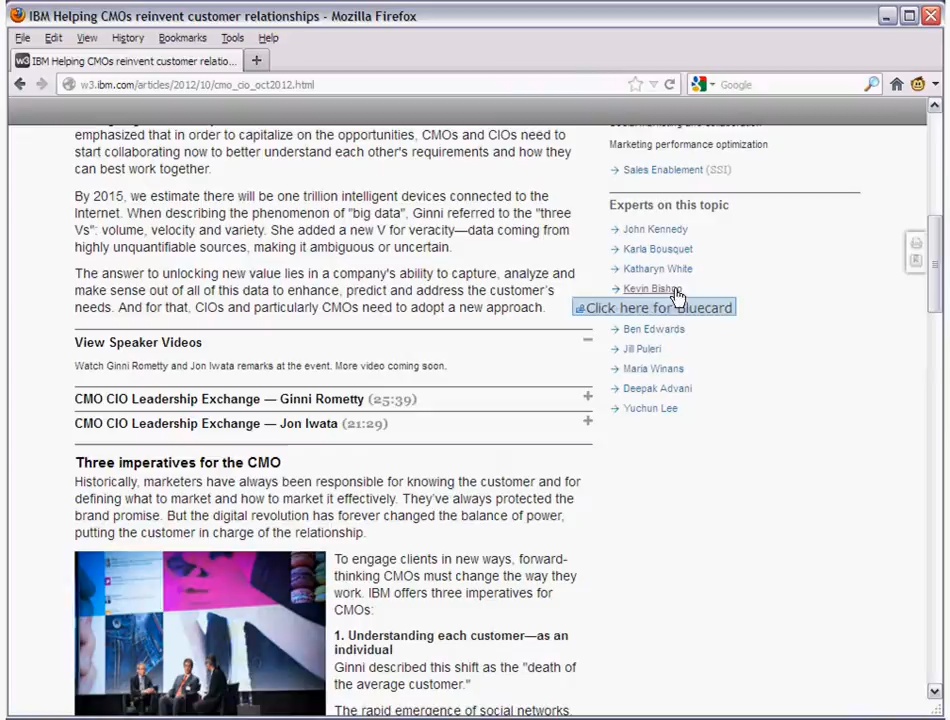 IBM Helping CMOs reinvent customer relationships - Mozilla Firefox
File Edit View History Bookmarks Tools Help
w3 IBM Helping CMOs reinvent customer relatio...
w3.ibm.com/articles/2012/10/cmo_cio_oct2012.html
Google
emphasized that in order to capitalize on the opportunities, CMOs and CIOs need to
start collaborating now to better understand each other's requirements and how they
can best work together.
By 2015, we estimate there will be one trillion intelligent devices connected to the
Internet. When describing the phenomenon of "big data", Ginni referred to the "three
Vs": volume, velocity and variety. She added a new V for veracity—data coming from
highly unquantifiable sources, making it ambiguous or uncertain.
The answer to unlocking new value lies in a company's ability to capture, analyze and
make sense out of all of this data to enhance, predict and address the customer's
needs. And for that, CIOs and particularly CMOs need to adopt a new approach.
View Speaker Videos
Watch Ginni Rometty and Jon Iwata remarks at the event. More video coming soon.
CMO CIO Leadership Exchange — Ginni Rometty (25:39)
CMO CIO Leadership Exchange — Jon Iwata (21:29)
Three imperatives for the CMO
Historically, marketers have always been responsible for knowing the customer and for
defining what to market and how to market it effectively. They've always protected the
brand promise. But the digital revolution has forever changed the balance of power,
putting the customer in charge of the relationship.
To engage clients in new ways, forward-
thinking CMOs must change the way they
work. IBM offers three imperatives for
CMOs:
1. Understanding each customer—as an
individual
Ginni described this shift as the "death of
the average customer."
The rapid emergence of social networks,
Marketing performance optimization
Sales Enablement (SSI)
Experts on this topic
John Kennedy
Karla Bousquet
Katharyn White
Kevin Bishop
Click here for Bluecard
Ben Edwards
Jill Puleri
Maria Winans
Deepak Advani
Yuchun Lee